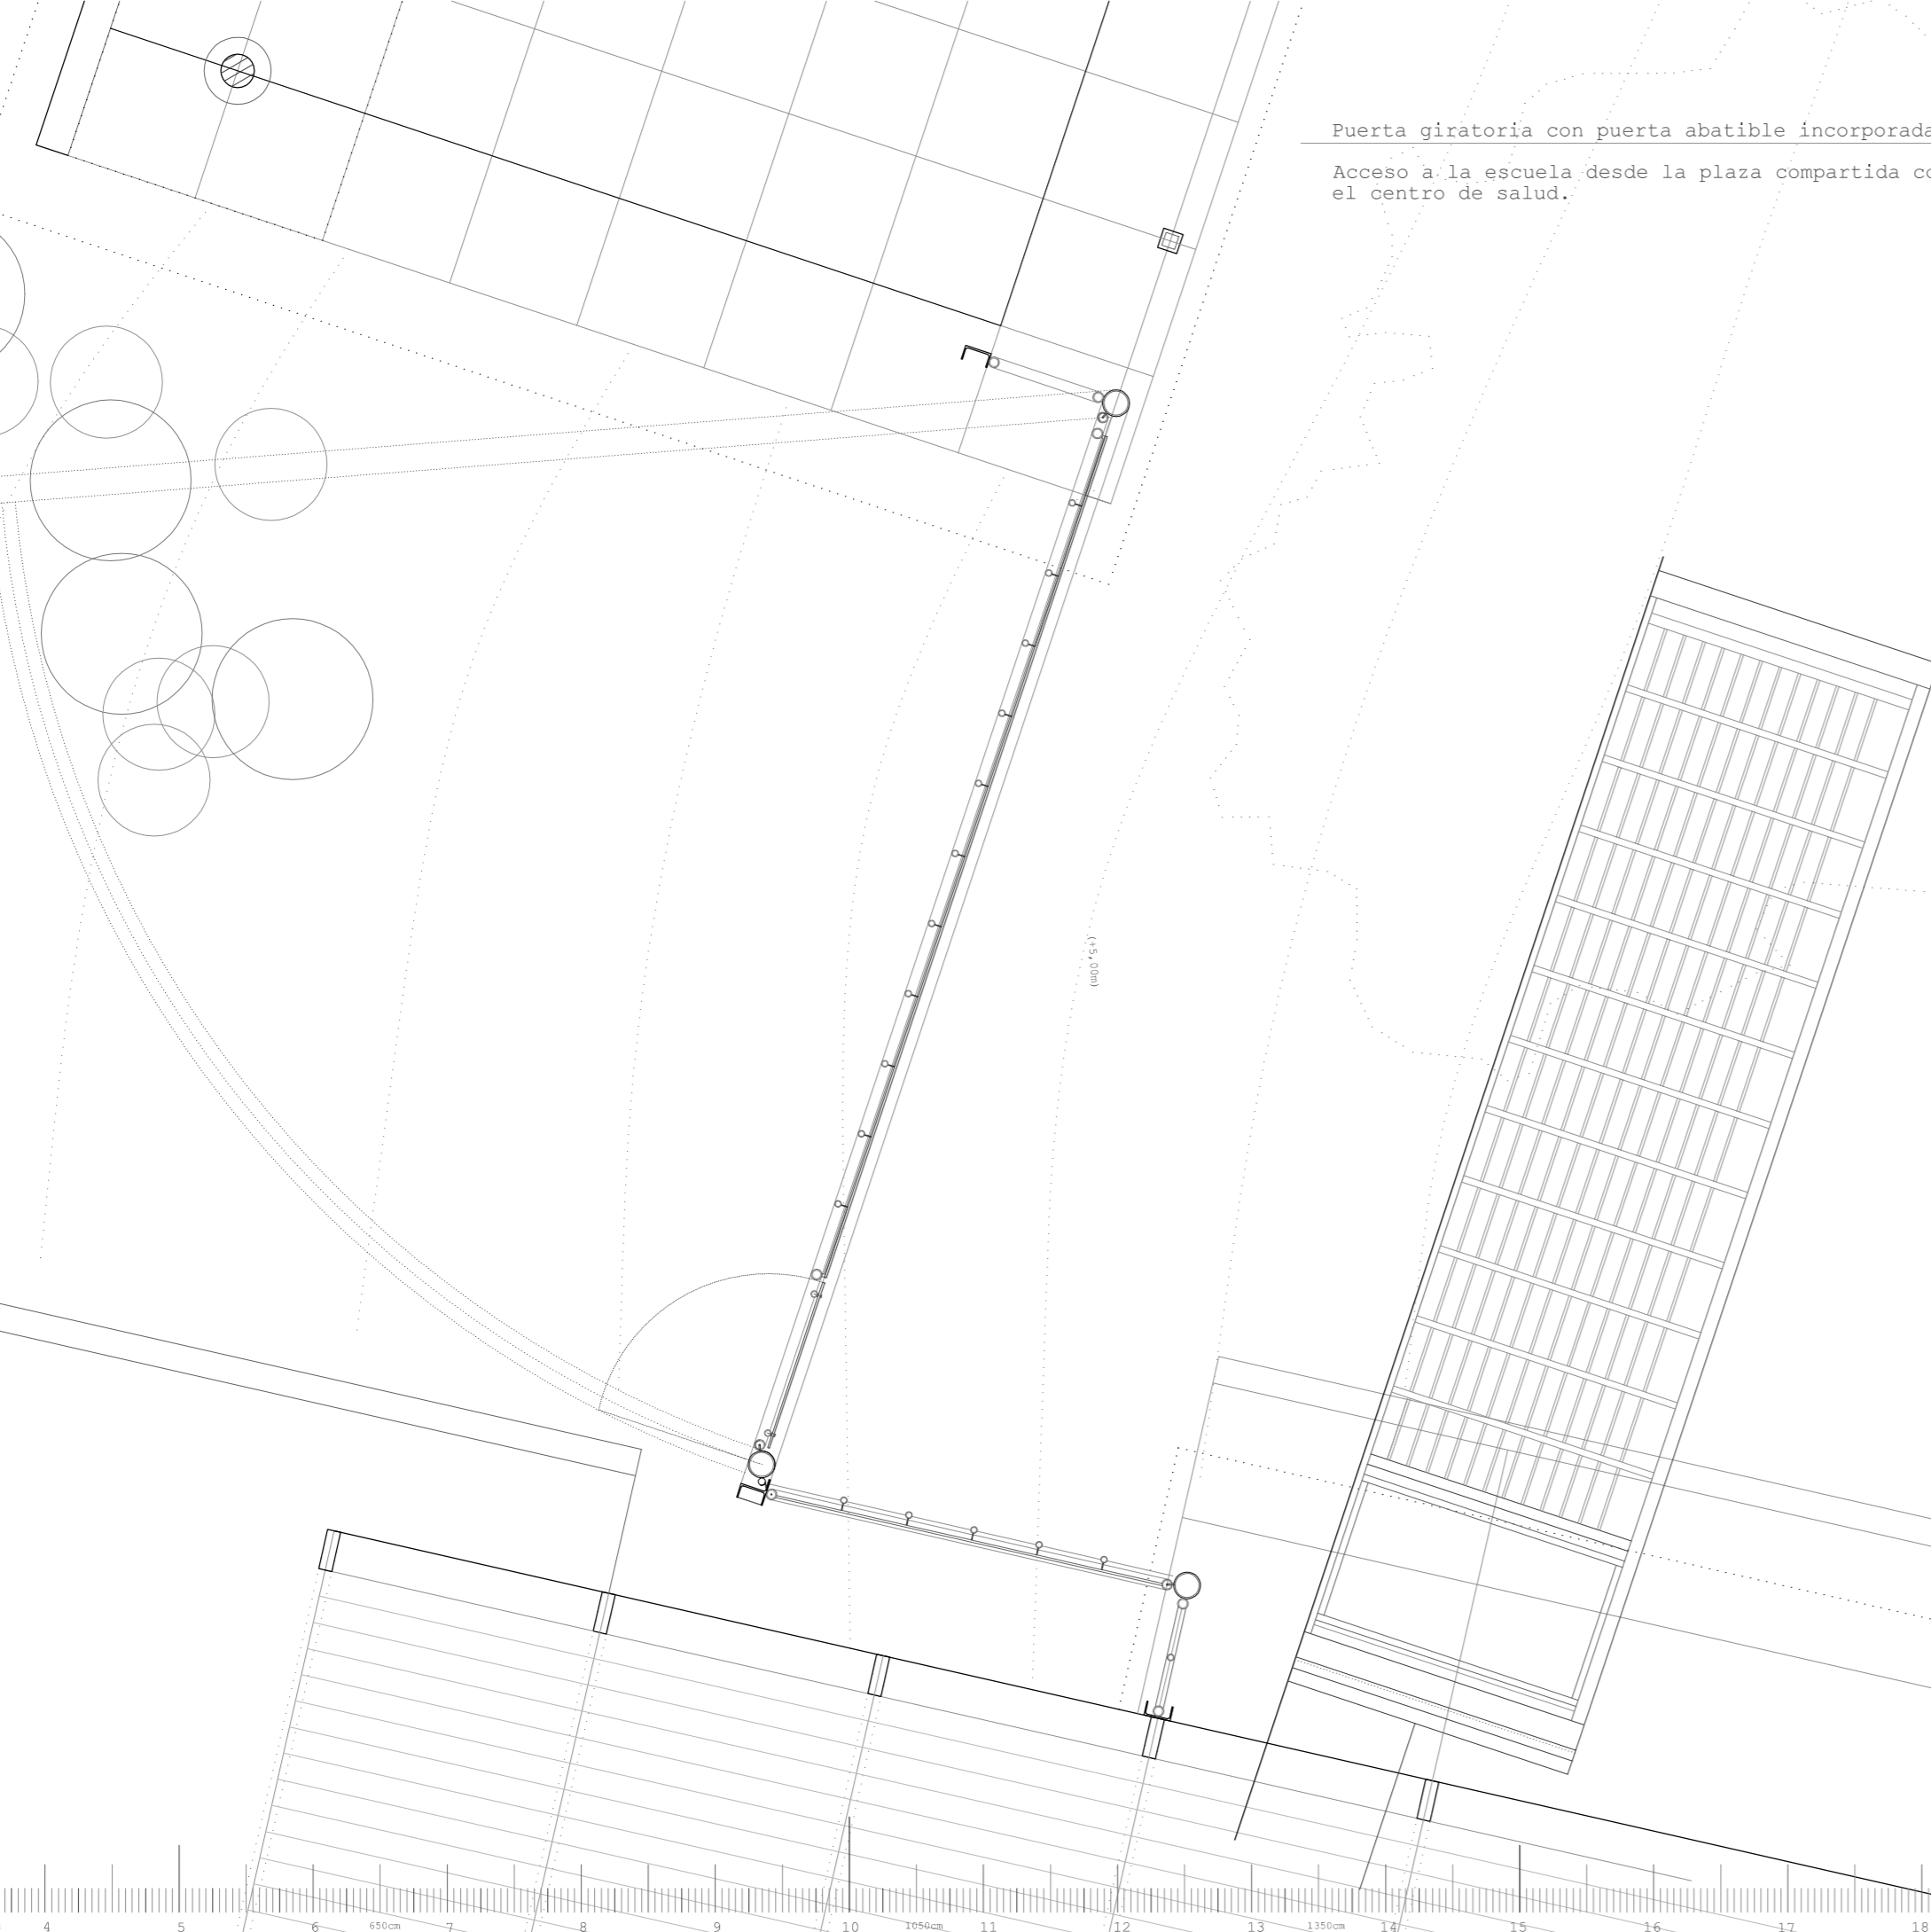 Puerta giratoria con puerta abatible incorporada
Acceso a la escuela desde la plaza compartida co
el centro de salud.
(+5,00m)
4 5 6 650cm 7 8 9 10 1050cm 11 12 13 1350cm 14 15 16 17 18